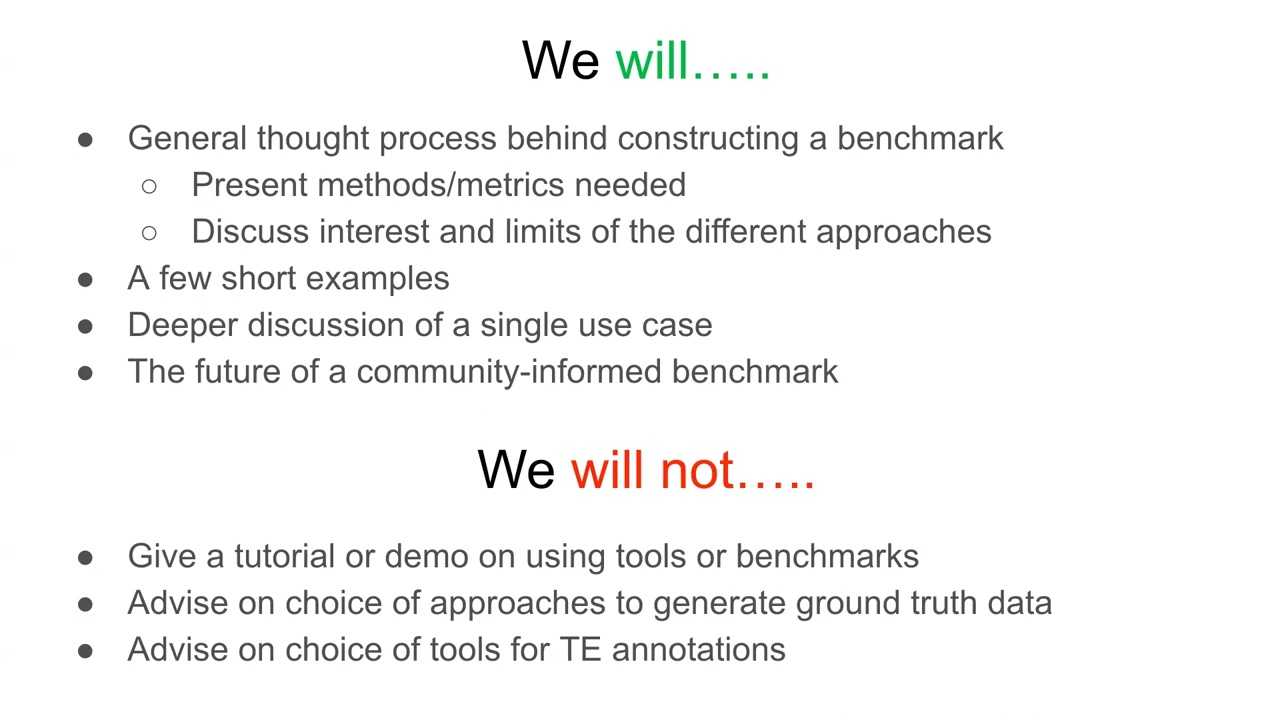 We will…..
● General thought process behind constructing a benchmark
○ Present methods/metrics needed
○ Discuss interest and limits of the different approaches
● A few short examples
● Deeper discussion of a single use case
● The future of a community-informed benchmark
We will not…..
● Give a tutorial or demo on using tools or benchmarks
● Advise on choice of approaches to generate ground truth data
● Advise on choice of tools for TE annotations